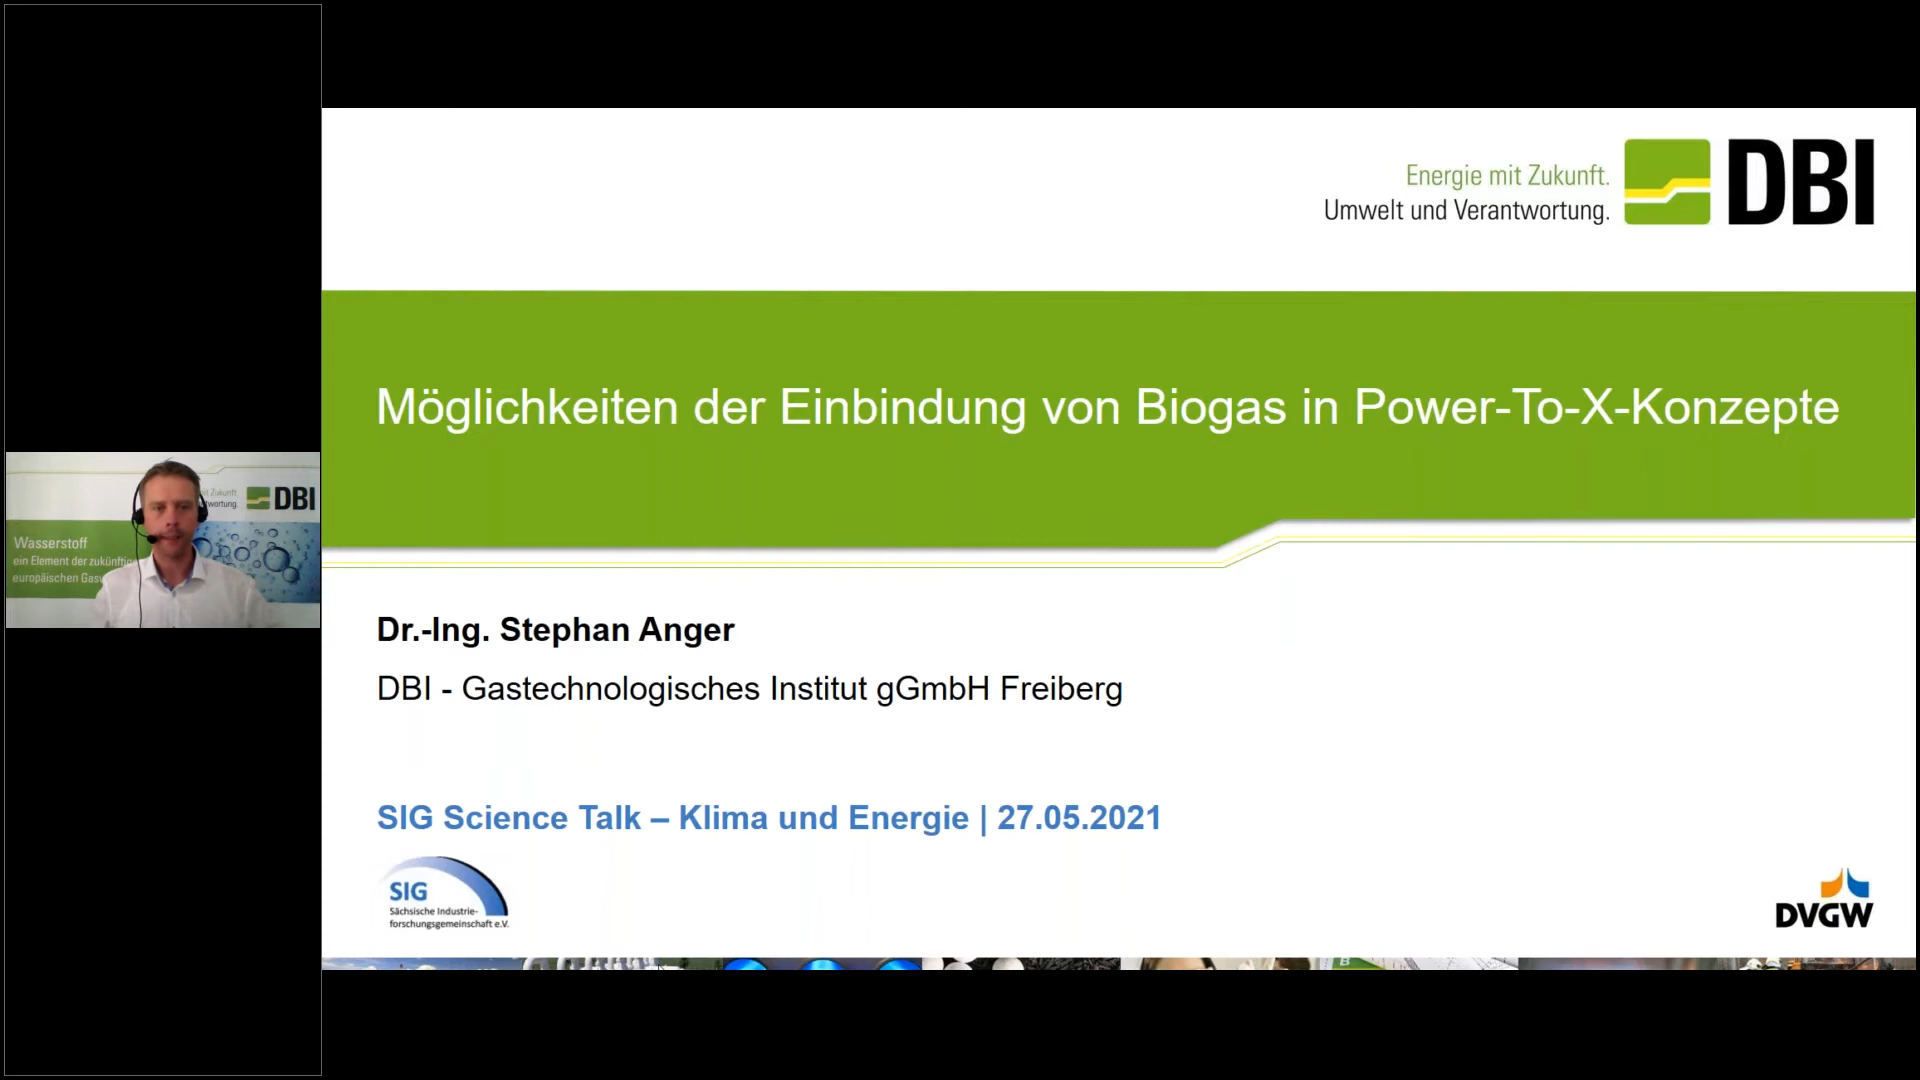 Energie mit Zukunft.
Umwelt und Verantwortung.
DBI
Möglichkeiten der Einbindung von Biogas in Power-To-X-Konzepte
Dr.-Ing. Stephan Anger
DBI - Gastechnologisches Institut gGmbH Freiberg
SIG Science Talk – Klima und Energie | 27.05.2021
SIG
Sächsische Industrie-
forschungsgemeinschaft e.V.
DVGW
Zukunft
DBI
Wasserstoff
ein Element der
europäischen
B